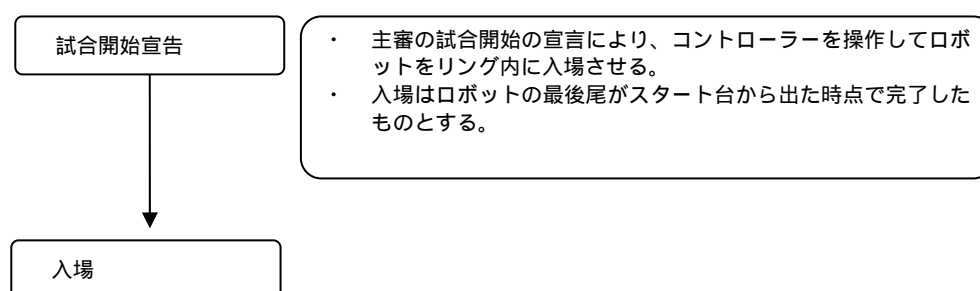 試合開始宣告
・ 主審の試合開始の宣言により、コントローラーを操作してロボ
ットをリング内に入場させる。
・ 入場はロボットの最後尾がスタート台から出た時点で完了した
ものとする。
入場